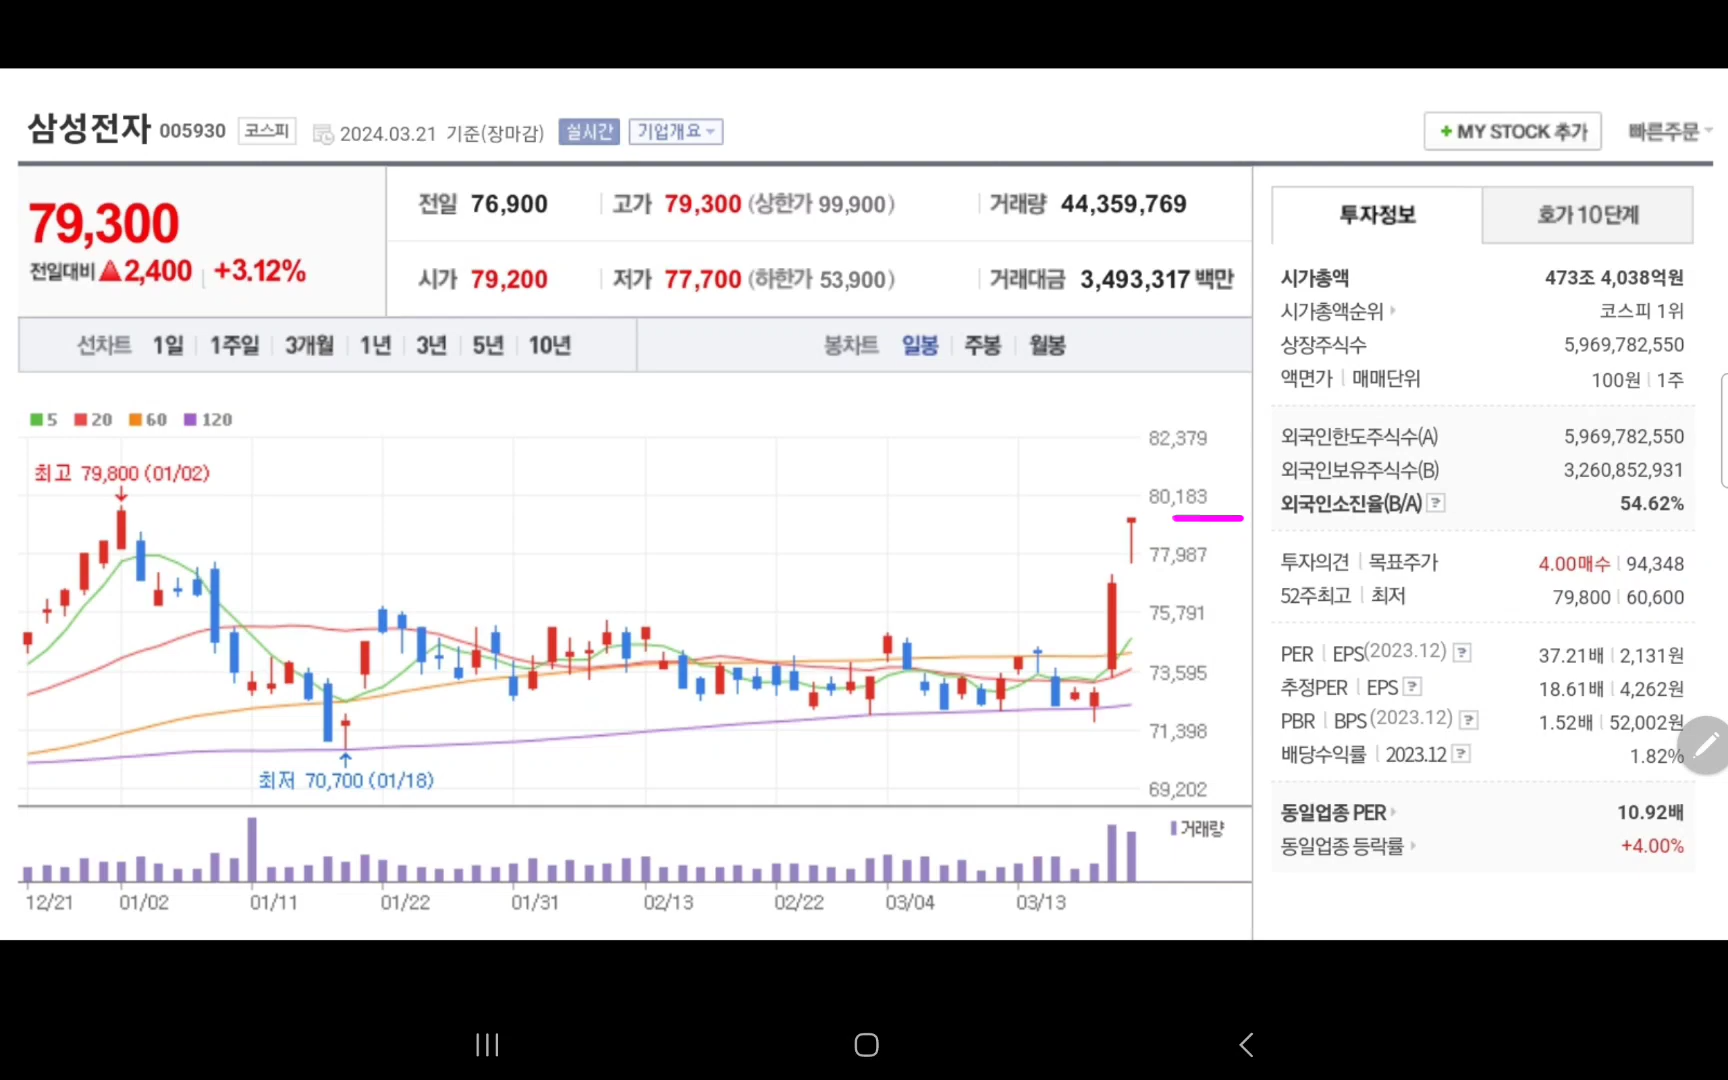 삼성전자 005930 코스피 2024.03.21 기준(장마감) 실시간 기업개요
+ MY STOCK 추가 빠른주문
79,300
전일대비 ▲2,400 +3.12%
전일 76,900 고가 79,300 (상한가 99,900) 거래량 44,359,769
시가 79,200 저가 77,700 (하한가 53,900) 거래대금 3,493,317 백만
선차트 1일 1주일 3개월 1년 3년 5년 10년 봉차트 일봉 주봉 월봉
5 20 60 120
최고 79,800 (01/02)
최저 70,700 (01/18)
82,379
80,183
77,987
75,791
73,595
71,398
69,202
거래량
12/21 01/02 01/11 01/22 01/31 02/13 02/22 03/04 03/13
투자정보 호가 10단계
시가총액 473조 4,038억원
시가총액순위 코스피 1위
상장주식수 5,969,782,550
액면가 매매단위 100원 1주
외국인한도주식수(A) 5,969,782,550
외국인보유주식수(B) 3,260,852,931
외국인소진율(B/A) ? 54.62%
투자의견 목표주가 4.00매수 94,348
52주최고 최저 79,800 60,600
PER EPS(2023.12) ? 37.21배 2,131원
추정PER EPS ? 18.61배 4,262원
PBR BPS (2023.12) ? 1.52배 52,002원
배당수익률 2023.12 ? 1.82%
동일업종 PER 10.92배
동일업종 등락률 +4.00%